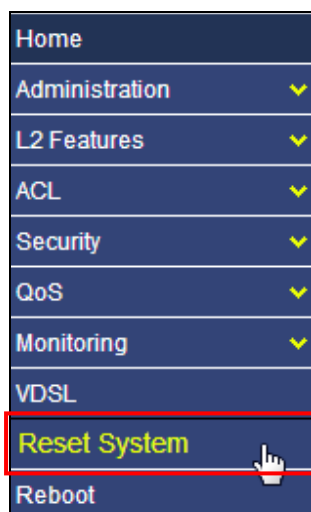 Home
Administration
L2 Features
ACL
Security
QoS
Monitoring
VDSL
Reset System
Reboot